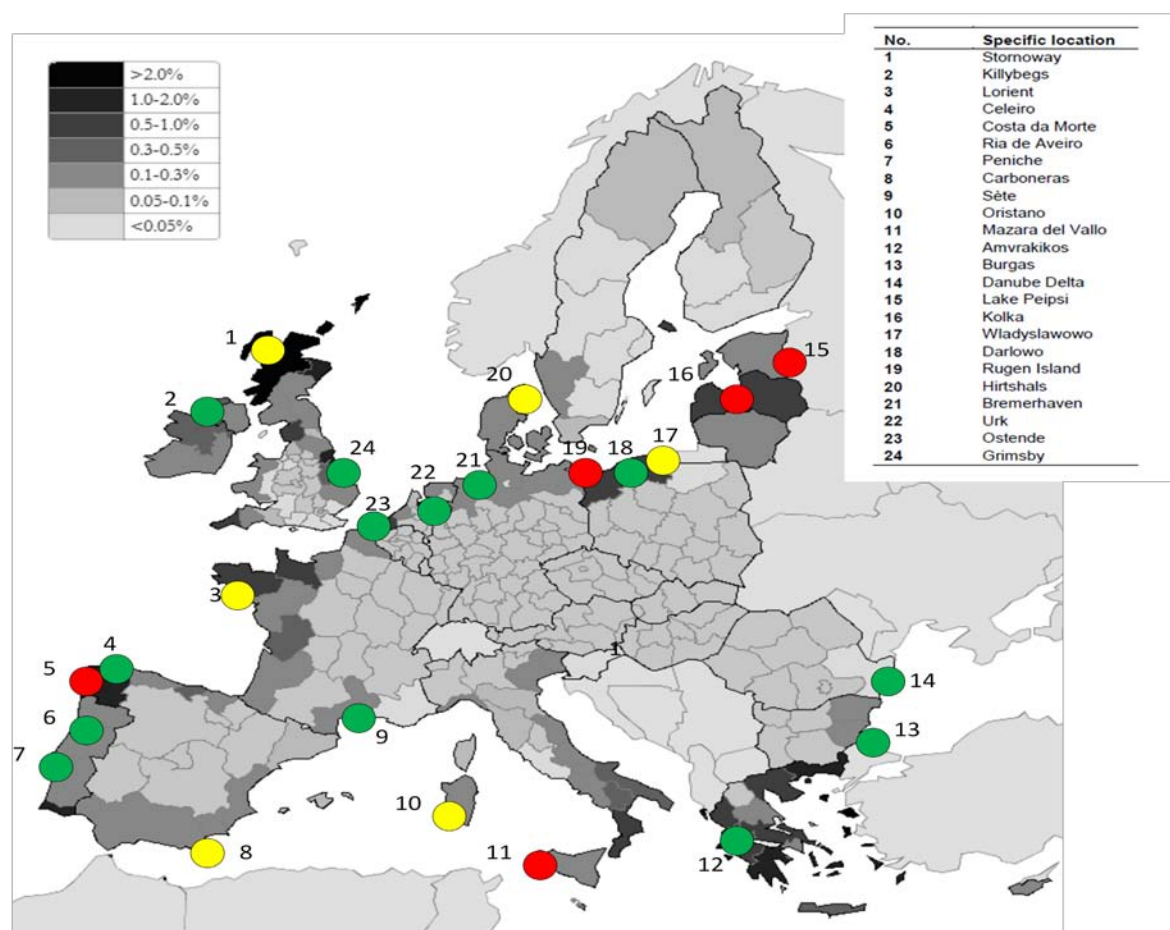 No. Specific location
1 Stornoway
2 Killybegs
3 Lorient
4 Celeiro
5 Costa da Morte
6 Ria de Aveiro
7 Peniche
8 Carboneras
9 Sète
10 Oristano
11 Mazara del Vallo
12 Amvrakikos
13 Burgas
14 Danube Delta
15 Lake Peipsi
16 Kolka
17 Wladyslawowo
18 Darlowo
19 Rugen Island
20 Hirtshals
21 Bremerhaven
22 Urk
23 Ostende
24 Grimsby
>2.0%
1.0-2.0%
0.5-1.0%
0.3-0.5%
0.1-0.3%
0.05-0.1%
<0.05%
1
15
20
16
2
24
19 18 17
22 21
23
3
1
4
5
14
6
9
13
7
10
12
11
8